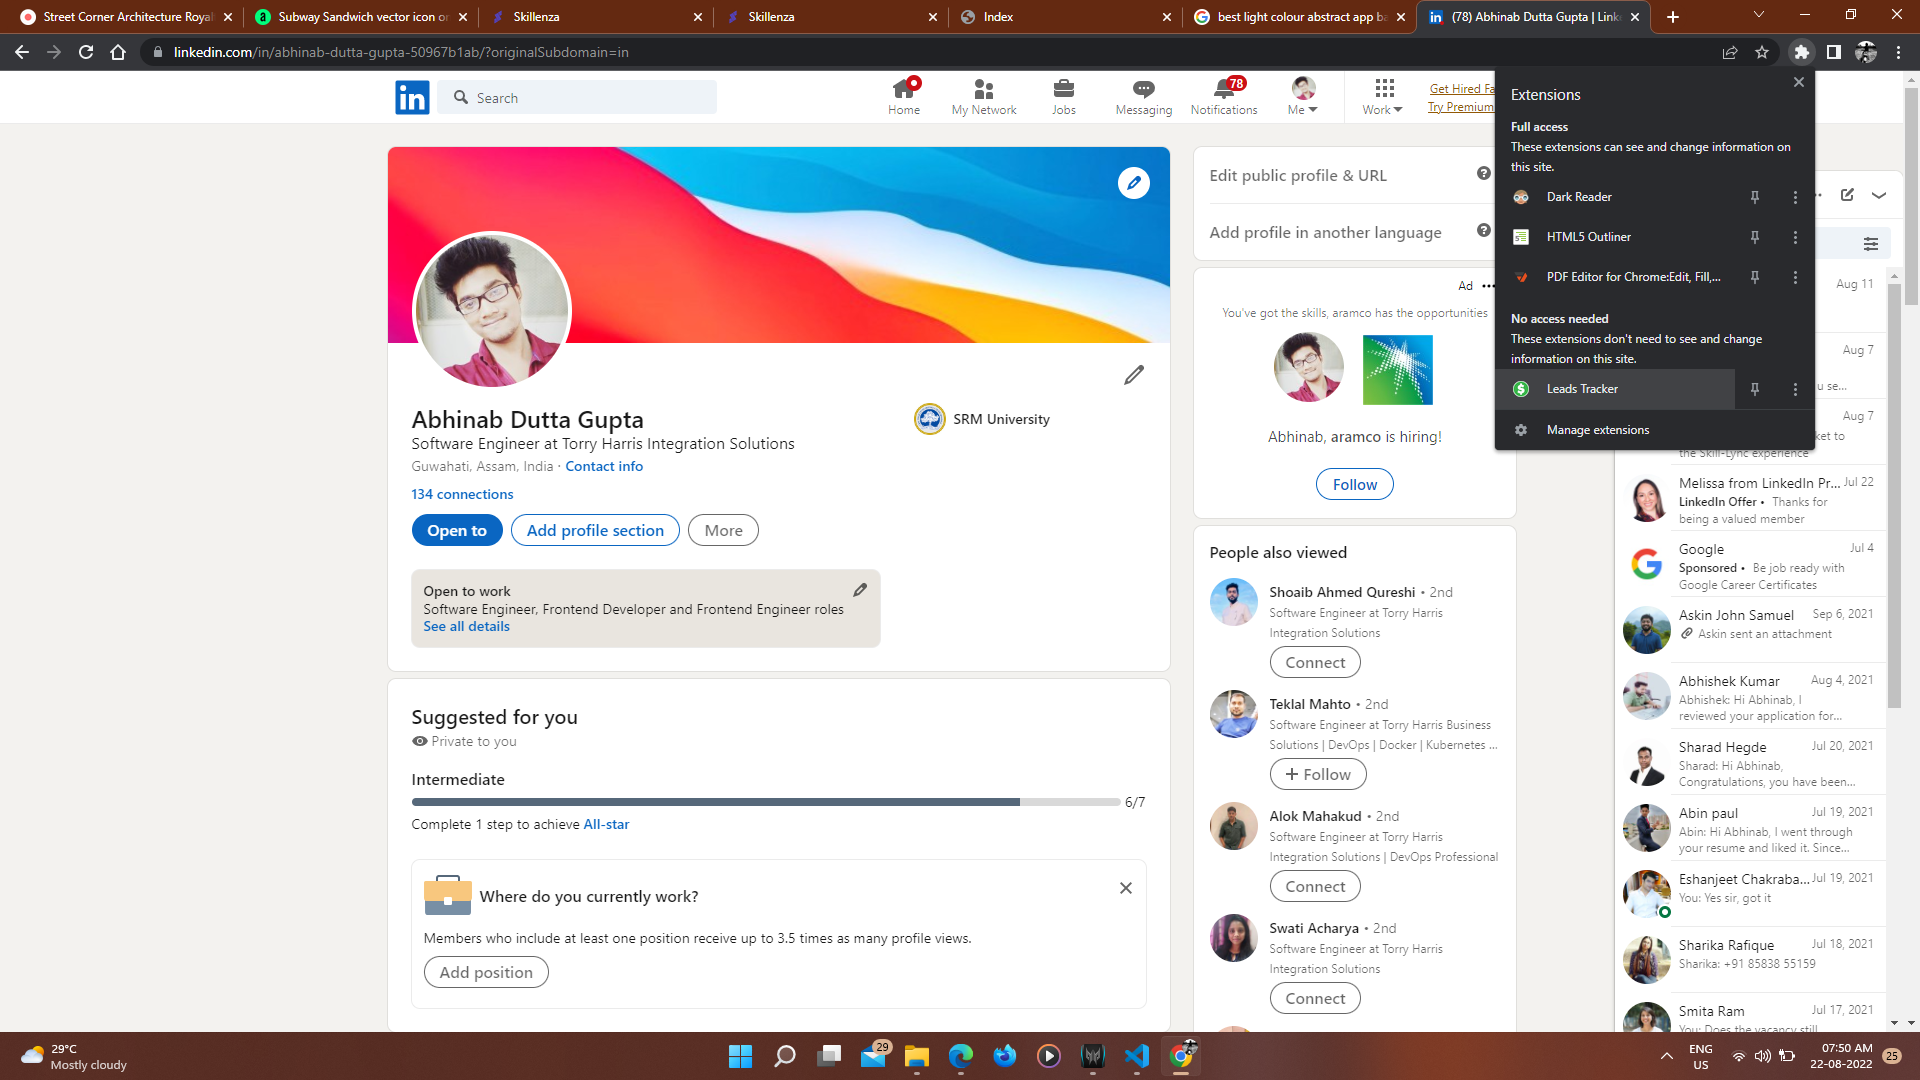 Street Corner Architecture Royal
Subway Sandwich vector icon or
Skillenza
Skillenza
Index
best light colour abstract app ba
(78) Abhinab Dutta Gupta | Link
linkedin.com/in/abhinab-dutta-gupta-50967b1ab/?originalSubdomain=in
in
Search
Home
My Network
Jobs
Messaging
78
Notifications
Me
Work
Get Hired Fa
Try Premium
Abhinab Dutta Gupta
Software Engineer at Torry Harris Integration Solutions
Guwahati, Assam, India · Contact info
134 connections
SRM University
Open to
Add profile section
More
Open to work
Software Engineer, Frontend Developer and Frontend Engineer roles
See all details
Suggested for you
Private to you
Intermediate
6/7
Complete 1 step to achieve All-star
Where do you currently work?
Members who include at least one position receive up to 3.5 times as many profile views.
Add position
Edit public profile & URL
Add profile in another language
Ad
You've got the skills, aramco has the opportunities
Abhinab, aramco is hiring!
Follow
People also viewed
Shoaib Ahmed Qureshi • 2nd
Software Engineer at Torry Harris
Integration Solutions
Connect
Teklal Mahto • 2nd
Software Engineer at Torry Harris Business
Solutions | DevOps | Docker | Kubernetes ...
Follow
Alok Mahakud • 2nd
Software Engineer at Torry Harris
Integration Solutions | DevOps Professional
Connect
Swati Acharya • 2nd
Software Engineer at Torry Harris
Integration Solutions
Connect
Extensions
Full access
These extensions can see and change information on
this site.
Dark Reader
HTML5 Outliner
PDF Editor for Chrome:Edit, Fill,...
No access needed
These extensions don't need to see and change
information on this site.
Leads Tracker
Manage extensions
Aug 11
Aug 7
u se...
Aug 7
ket to
the Skill-Lync experience
Melissa from LinkedIn Pr... Jul 22
LinkedIn Offer • Thanks for
being a valued member
Google Jul 4
Sponsored • Be job ready with
Google Career Certificates
Askin John Samuel Sep 6, 2021
Askin sent an attachment
Abhishek Kumar Aug 4, 2021
Abhishek: Hi Abhinab, I
reviewed your application for...
Sharad Hegde Jul 20, 2021
Sharad: Hi Abhinab,
Congratulations, you have been...
Abin paul Jul 19, 2021
Abin: Hi Abhinab, I went through
your resume and liked it. Since...
Eshanjeet Chakraba... Jul 19, 2021
You: Yes sir, got it
Sharika Rafique Jul 18, 2021
Sharika: +91 85838 55159
Smita Ram Jul 17, 2021
You: Does the vacancy still
29°C
Mostly cloudy
29
ENG
US
07:50 AM
22-08-2022
25